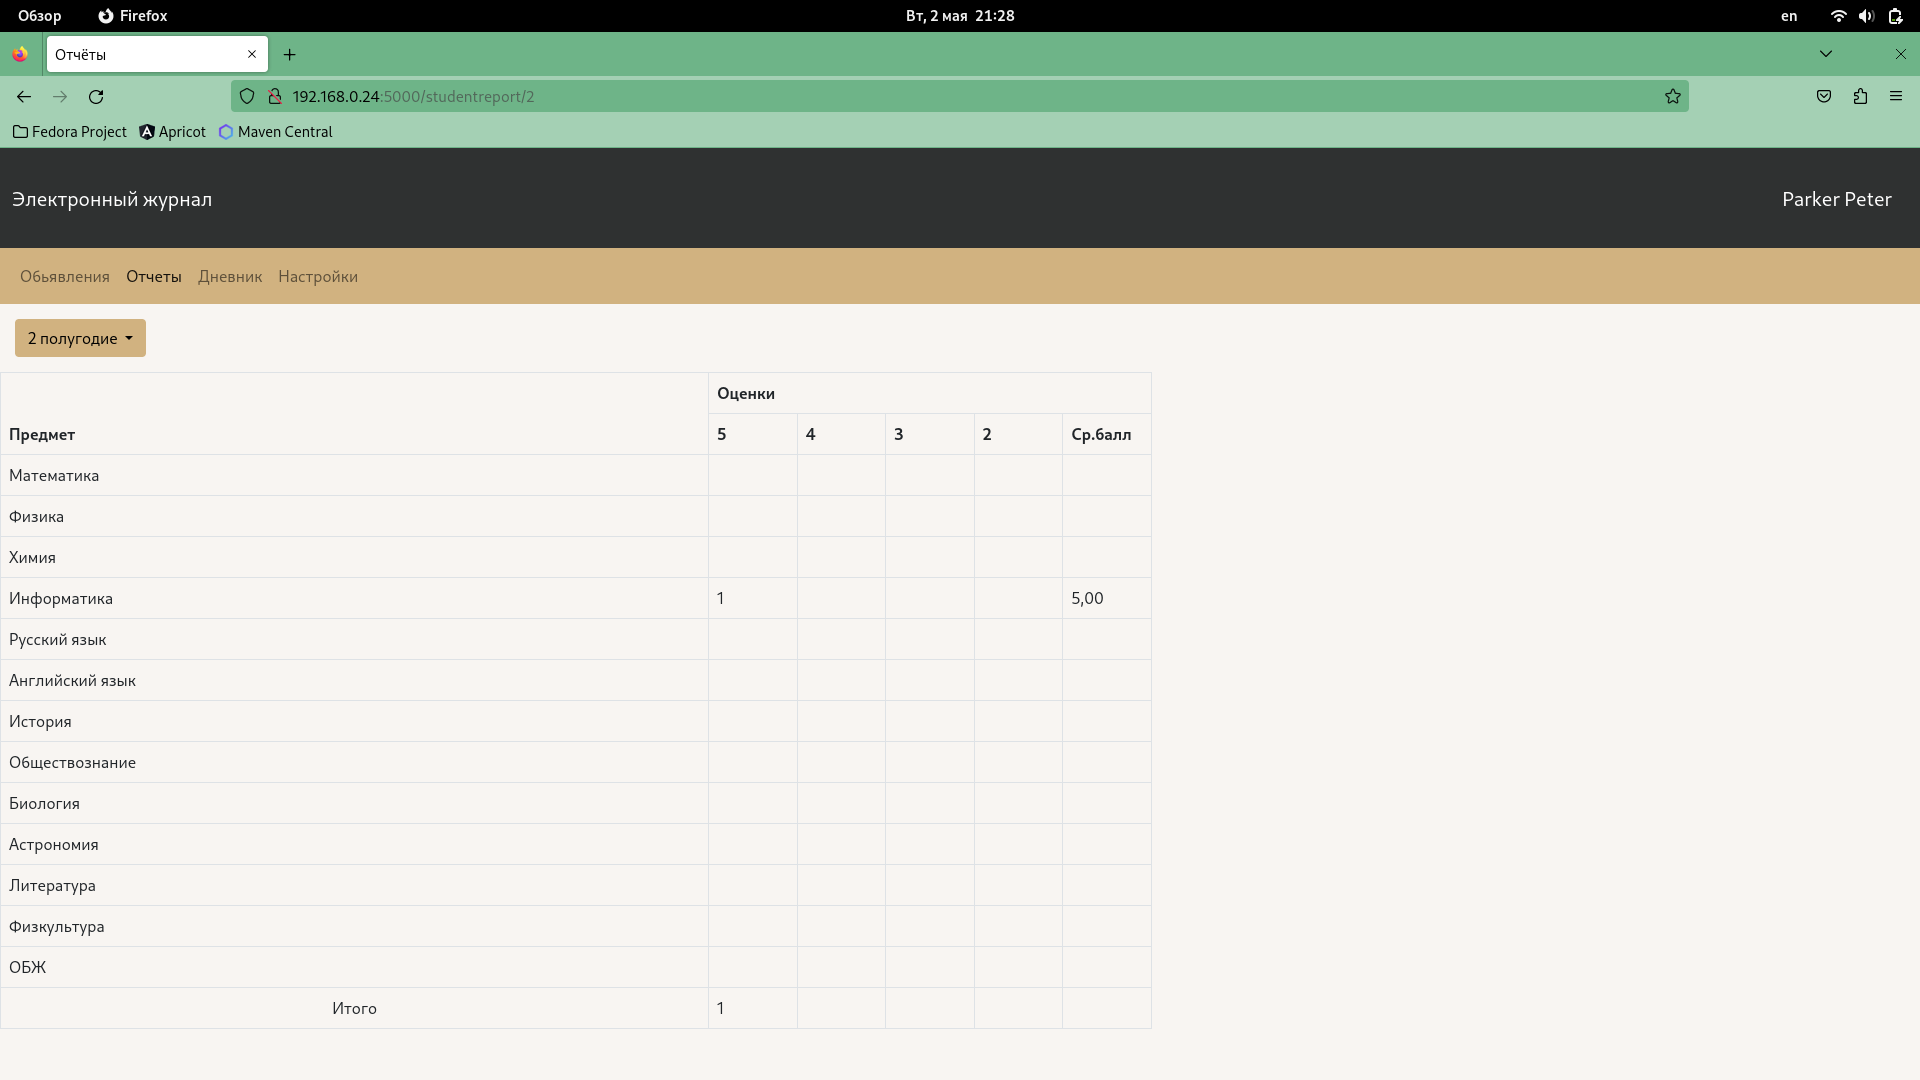 Обзор Firefox Вт, 2 мая 21:28 en
Отчёты
192.168.0.24:5000/studentreport/2
Fedora Project Apricot Maven Central
Электронный журнал Parker Peter
Обьявления Отчеты Дневник Настройки
2 полугодие
Оценки
Предмет 5 4 3 2 Ср.балл
Математика
Физика
Химия
Информатика 1 5,00
Русский язык
Английский язык
История
Обществознание
Биология
Астрономия
Литература
Физкультура
ОБЖ
Итого 1